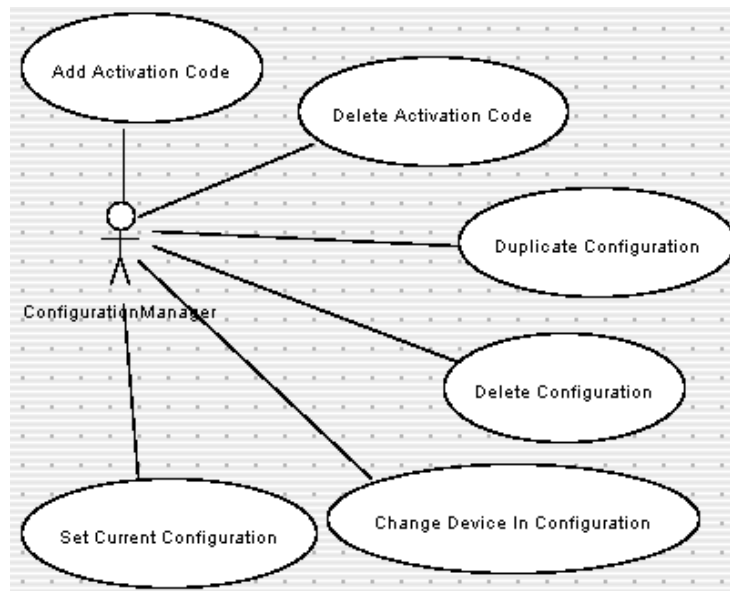 Add Activation Code
Delete Activation Code
Duplicate Configuration
ConfigurationManager
Delete Configuration
Change Device In Configuration
Set Current Configuration